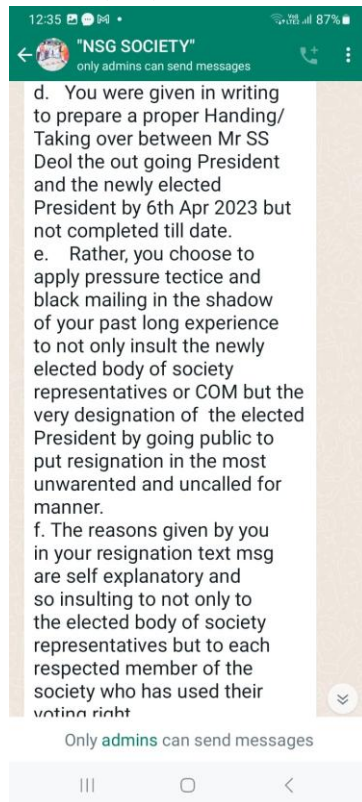 12:35
87%
"NSG SOCIETY"
only admins can send messages
d. You were given in writing
to prepare a proper Handing/
Taking over between Mr SS
Deol the out going President
and the newly elected
President by 6th Apr 2023 but
not completed till date.
e. Rather, you choose to
apply pressure tectice and
black mailing in the shadow
of your past long experience
to not only insult the newly
elected body of society
representatives or COM but the
very designation of the elected
President by going public to
put resignation in the most
unwarented and uncalled for
manner.
f. The reasons given by you
in your resignation text msg
are self explanatory and
so insulting to not only to
the elected body of society
representatives but to each
respected member of the
society who has used their
voting right
Only admins can send messages